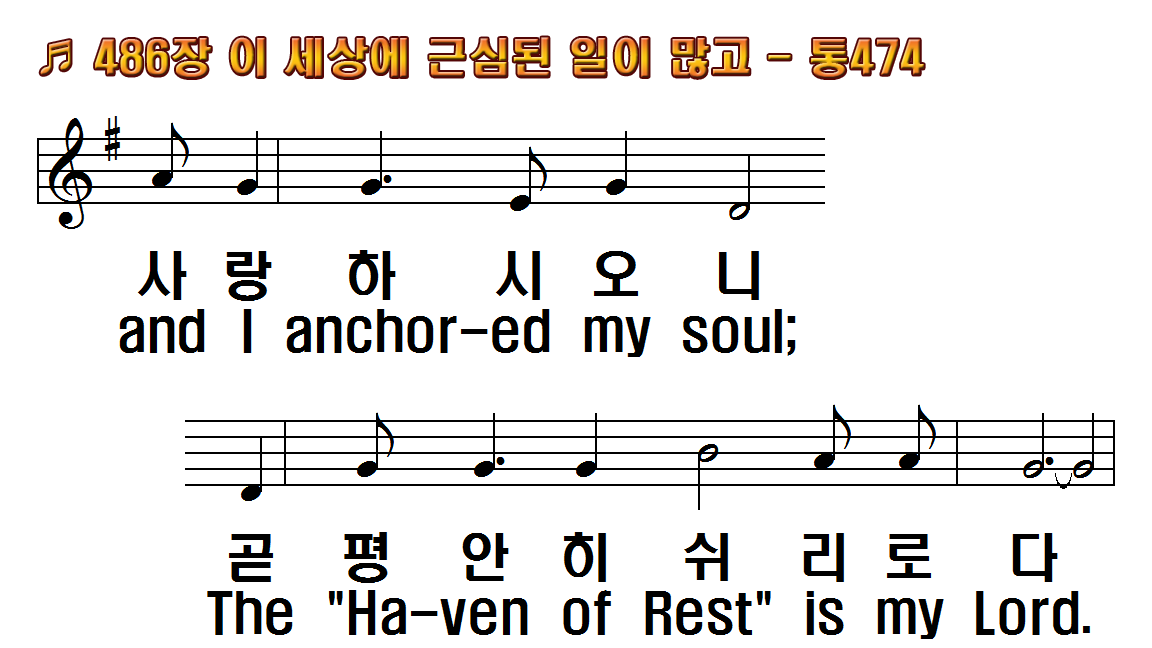 ♬ 486장 이 세상에 근심된 일이 많고 - 통474
사 랑 하 시 오 니
and I anchor-ed my soul;
곧 평 안 히 쉬 리 로 다
The "Ha-ven of Rest" is my Lord.